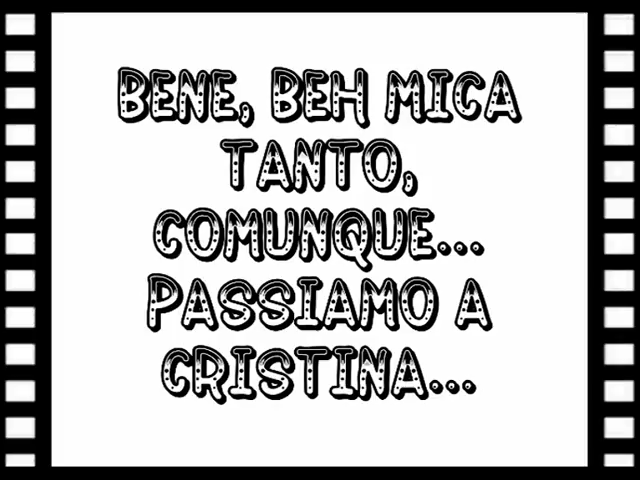 BENE, BEH MICA
TANTO,
COMUNQUE...
PASSIAMO A
CRISTINA...